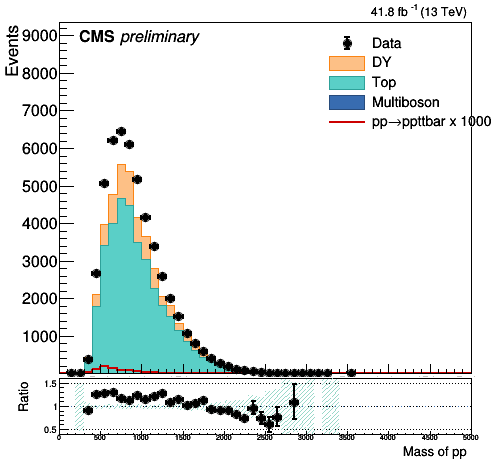 41.8 fb⁻¹ (13 TeV)
CMS preliminary
Events
9000
8000
7000
6000
5000
4000
3000
2000
1000
Data
DY
Top
Multiboson
pp→ppttbar x 1000
Ratio
1.5
1
0.5
0 500 1000 1500 2000 2500 3000 3500 4000 4500 5000
Mass of pp